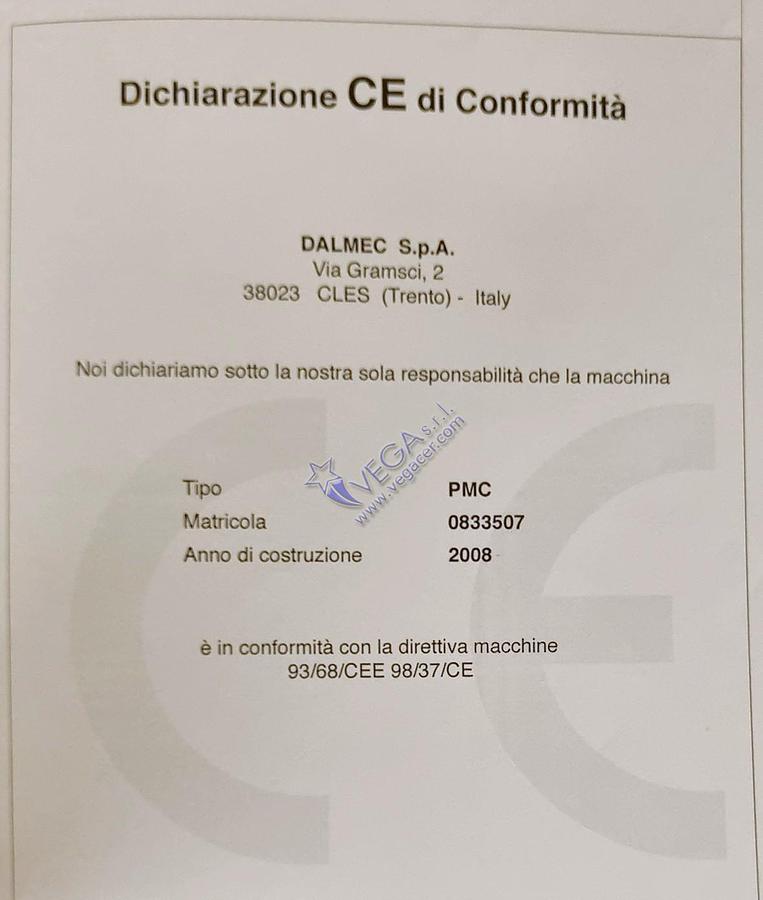 Dichiarazione CE di Conformità
DALMEC S.p.A.
Via Gramsci, 2
38023 CLES (Trento) - Italy
Noi dichiariamo sotto la nostra sola responsabilità che la macchina
VEGA s.r.l.
www.vegacer.com
Tipo PMC
Matricola 0833507
Anno di costruzione 2008
è in conformità con la direttiva macchine
93/68/CEE 98/37/CE
CE